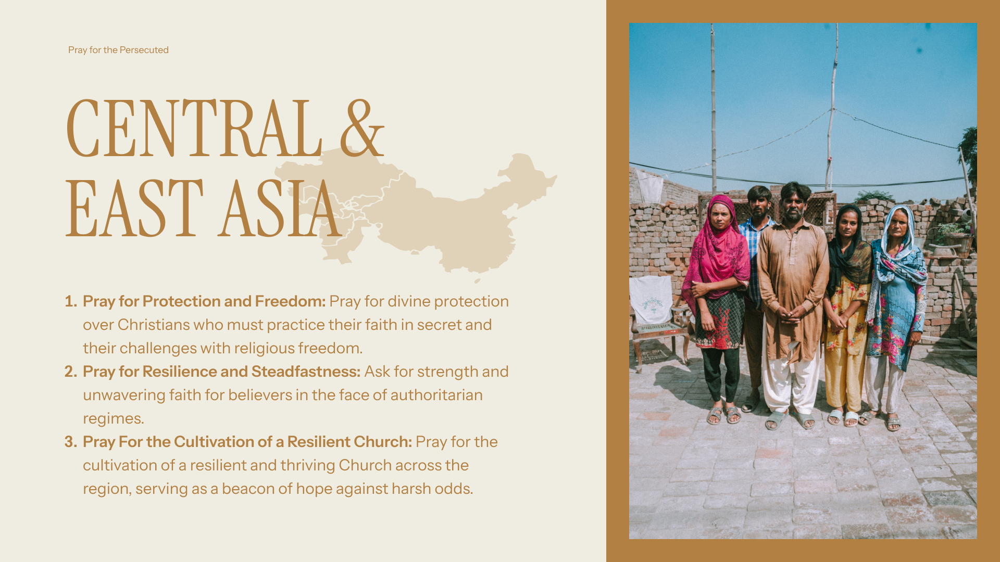 Pray for the Persecuted
CENTRAL &
EAST ASIA
1. Pray for Protection and Freedom: Pray for divine protection
over Christians who must practice their faith in secret and
their challenges with religious freedom.
2. Pray for Resilience and Steadfastness: Ask for strength and
unwavering faith for believers in the face of authoritarian
regimes.
3. Pray For the Cultivation of a Resilient Church: Pray for the
cultivation of a resilient and thriving Church across the
region, serving as a beacon of hope against harsh odds.